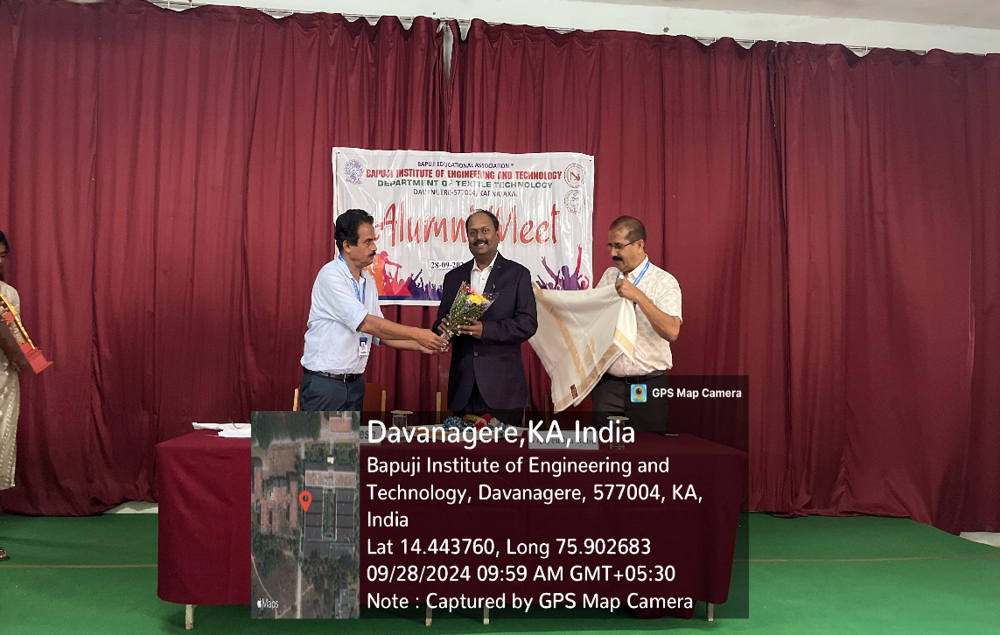 BAPUJI EDUCATIONAL ASSOCIATION ®
BAPUJI INSTITUTE OF ENGINEERING AND TECHNOLOGY
DEPARTMENT OF TEXTILE TECHNOLOGY
DAVANGERE-577004, KARNATAKA.
Alumni Meet
28-09-202
GPS Map Camera
Davanagere,KA,India
Bapuji Institute of Engineering and
Technology, Davanagere, 577004, KA,
India
Lat 14.443760, Long 75.902683
09/28/2024 09:59 AM GMT+05:30
Note : Captured by GPS Map Camera
Maps